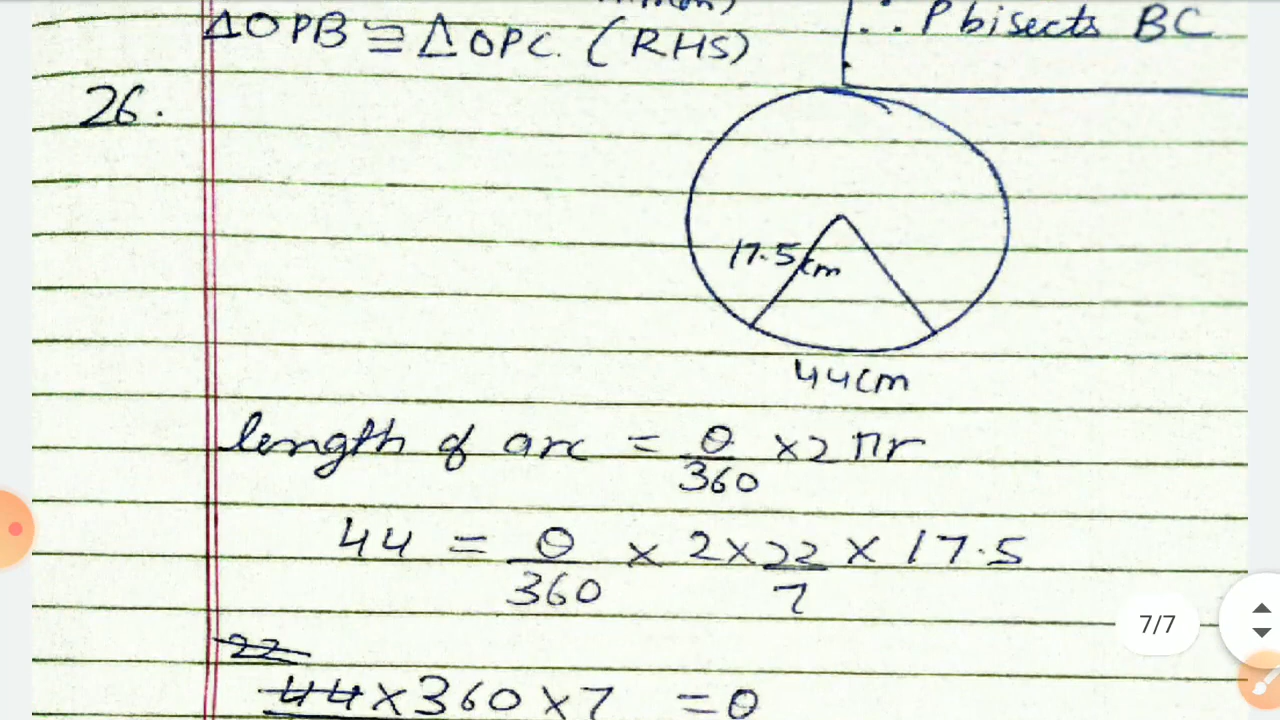 ΔOPB ≅ ΔOPC. (RHS)
∴ P bisects BC
26.
17.5cm
44cm
length of arc = θ/360 × 2πr
44 = θ/360 × 2 × 22/7 × 17.5
22
44 × 360 × 7 = θ
7/7